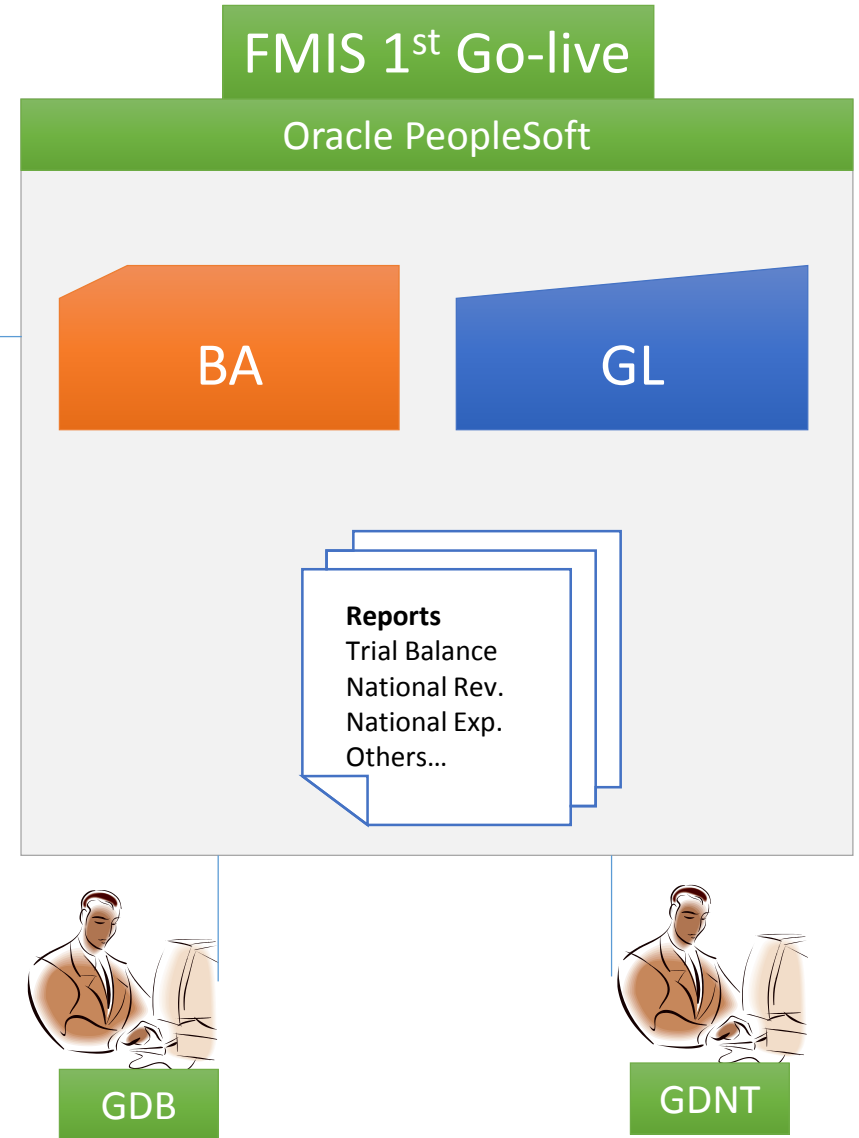 FMIS 1st Go-live
Oracle PeopleSoft
BA
GL
Reports
Trial Balance
National Rev.
National Exp.
Others...
GDB
GDNT